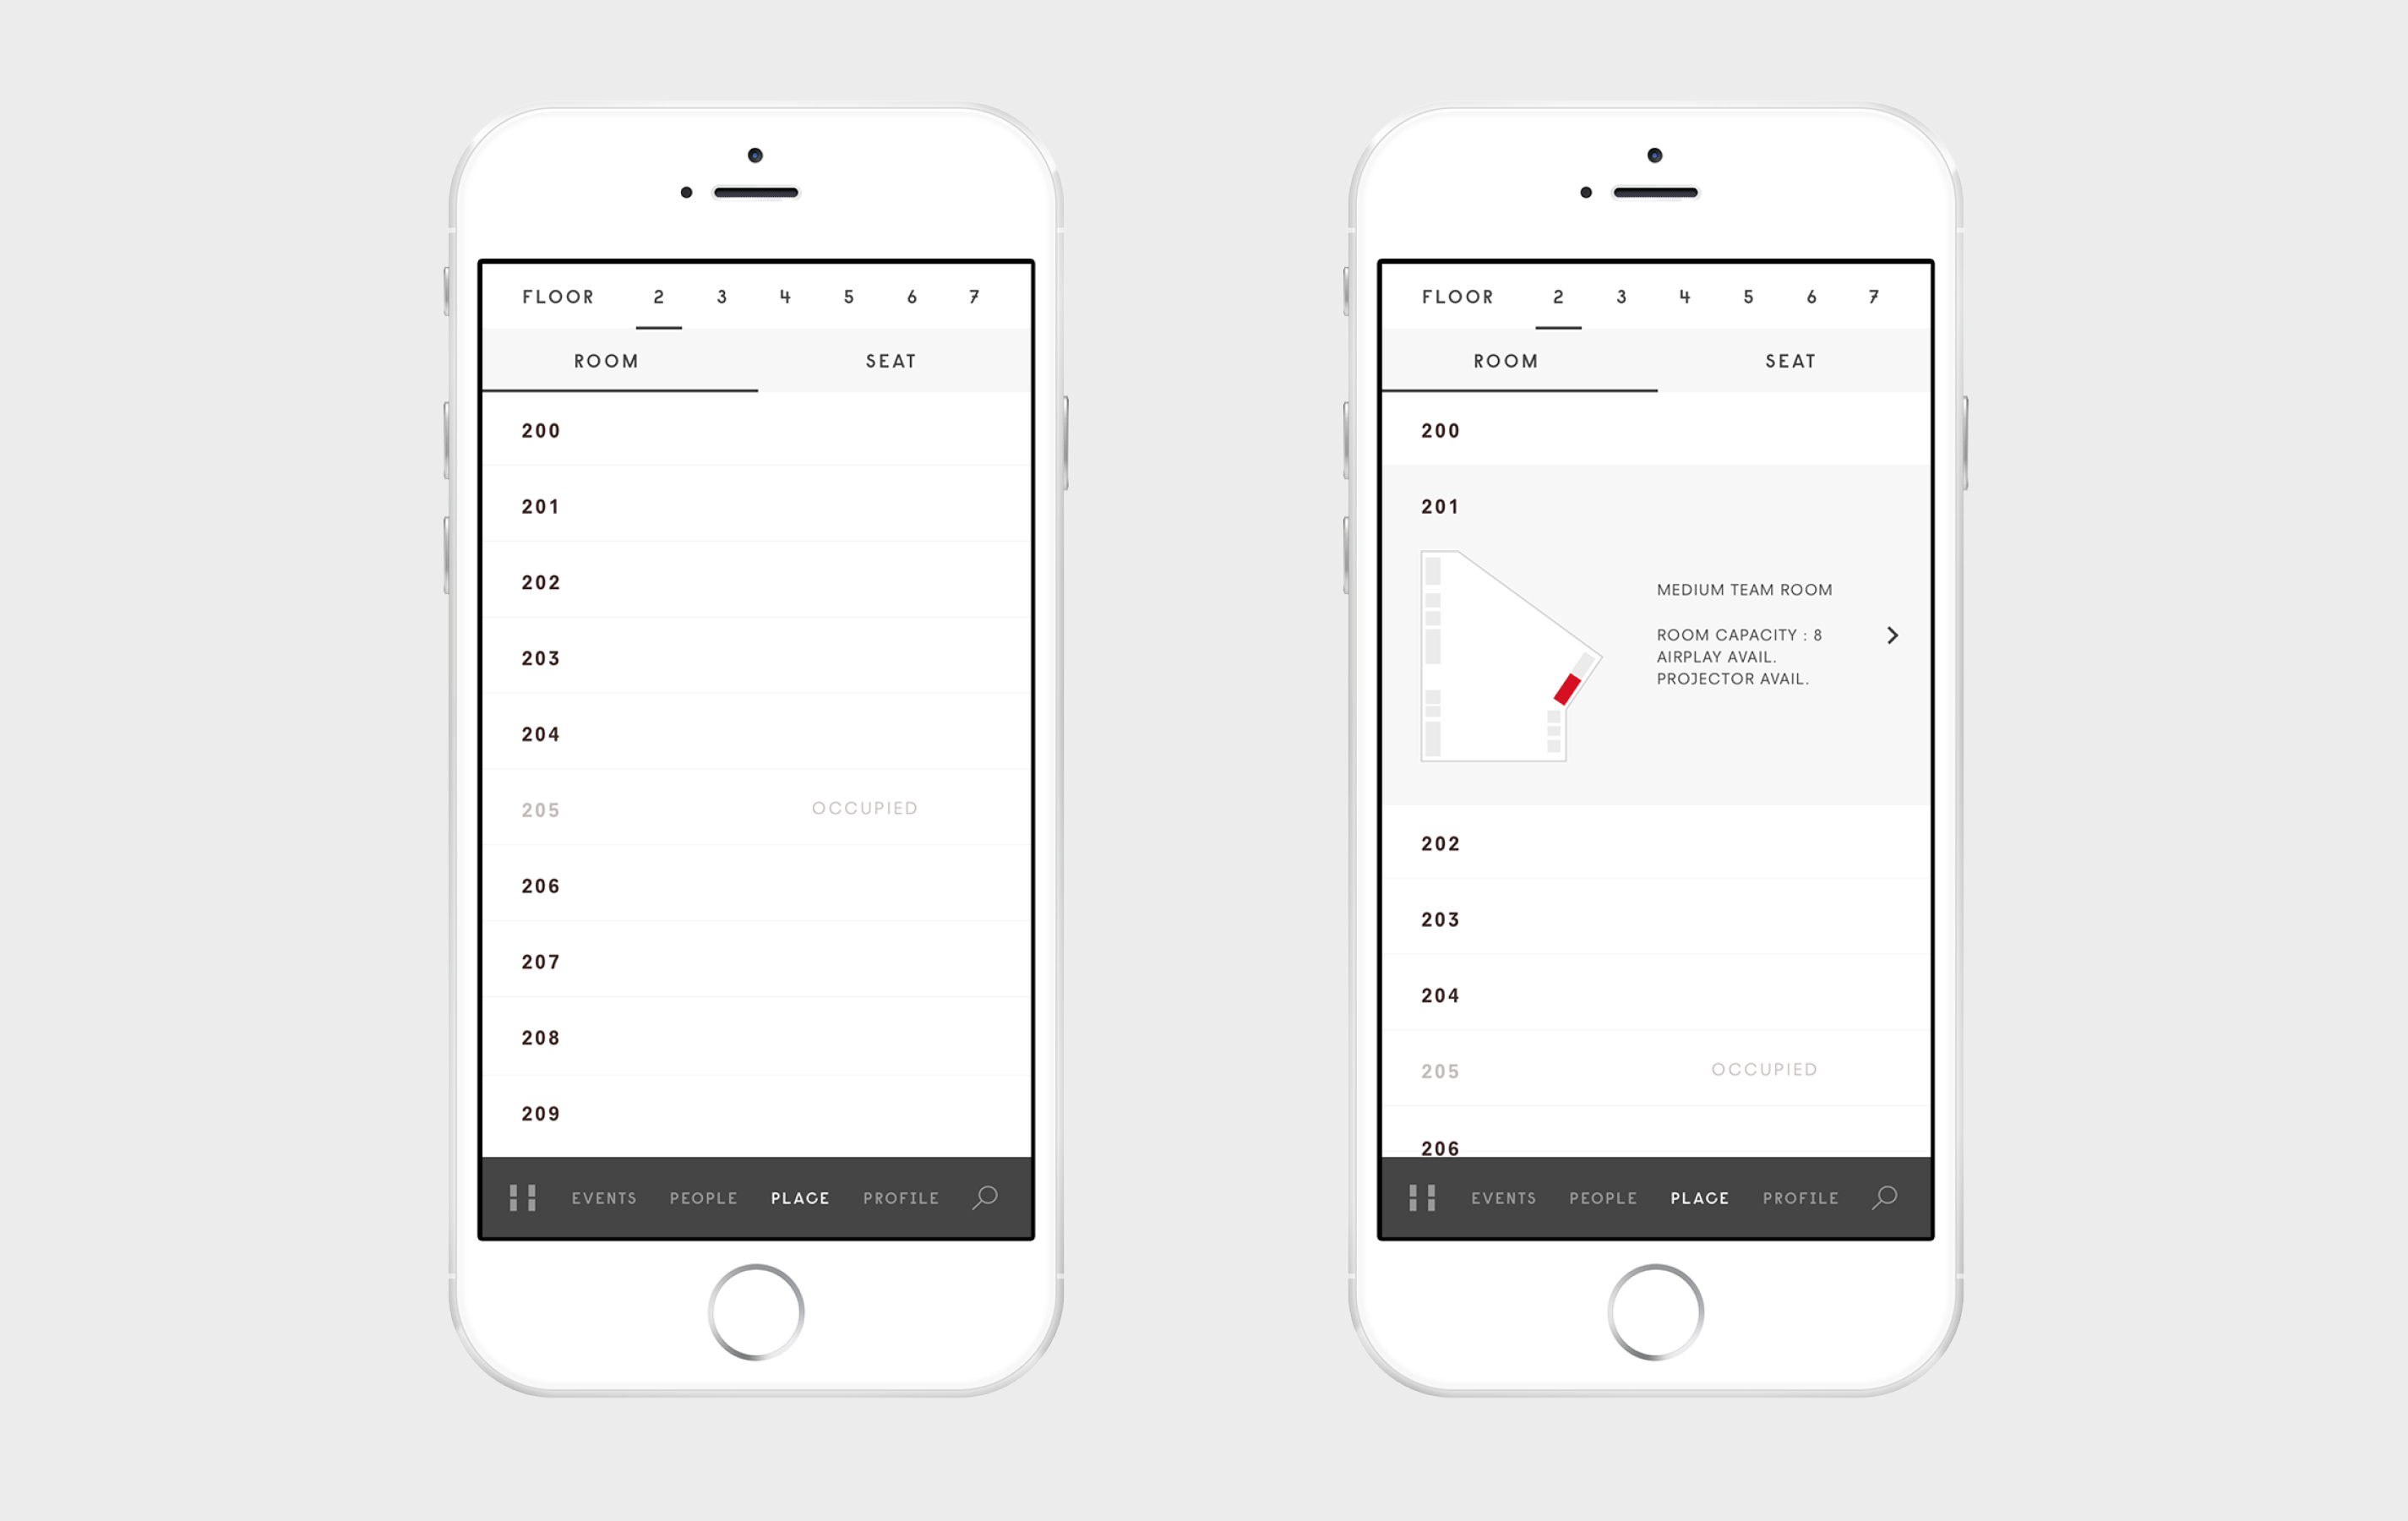 FLOOR 2 3 4 5 6 7
ROOM SEAT
200
201
202
203
204
205 OCCUPIED
206
207
208
209
EVENTS PEOPLE PLACE PROFILE
FLOOR 2 3 4 5 6 7
ROOM SEAT
200
201
MEDIUM TEAM ROOM
ROOM CAPACITY : 8
AIRPLAY AVAIL.
PROJECTOR AVAIL.
202
203
204
205 OCCUPIED
206
EVENTS PEOPLE PLACE PROFILE